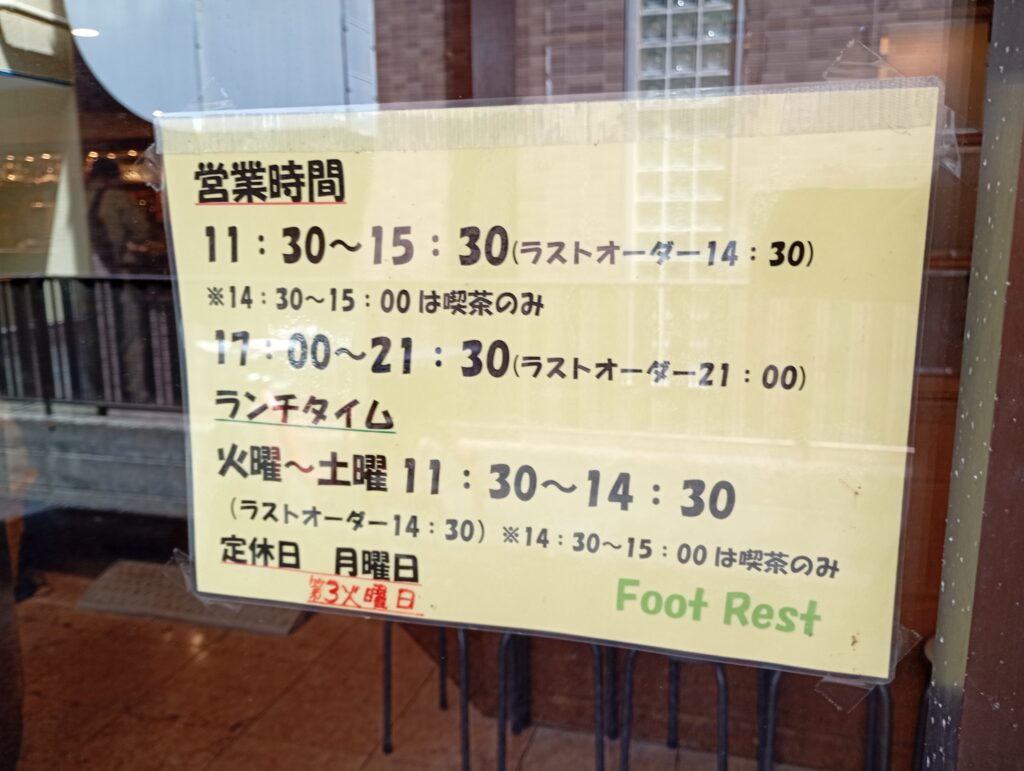 営業時間
11：30～15：30(ラストオーダー14：30)
※14：30～15：00は喫茶のみ
17：00～21：30(ラストオーダー21：00)
ランチタイム
火曜～土曜 11：30～14：30
（ラストオーダー14：30）※14：30～15：00は喫茶のみ
定休日　月曜日
第3火曜日
Foot Rest